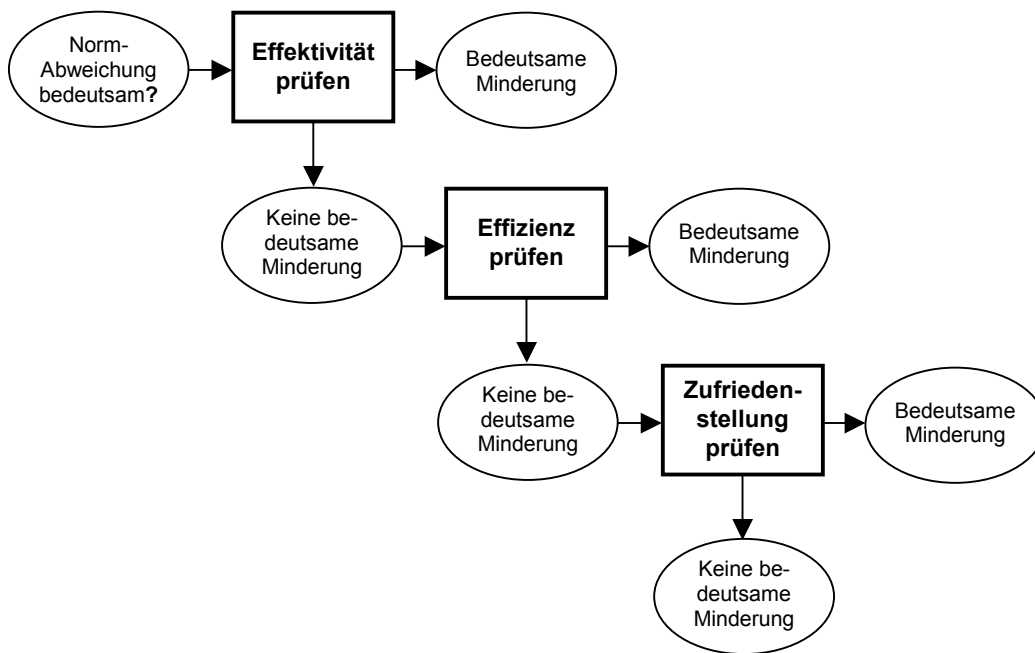 Norm-
Abweichung
bedeutsam?
Effektivität
prüfen
Bedeutsame
Minderung
Keine be-
deutsame
Minderung
Effizienz
prüfen
Bedeutsame
Minderung
Keine be-
deutsame
Minderung
Zufrieden-
stellung
prüfen
Bedeutsame
Minderung
Keine be-
deutsame
Minderung